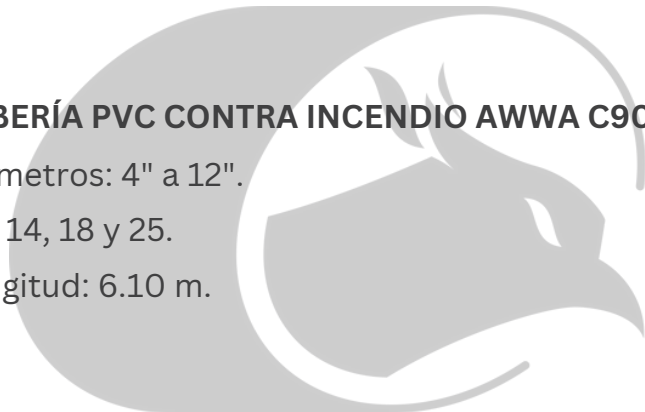 BERÍA PVC CONTRA INCENDIO AWWA C90
metros: 4" a 12".
14, 18 y 25.
gitud: 6.10 m.